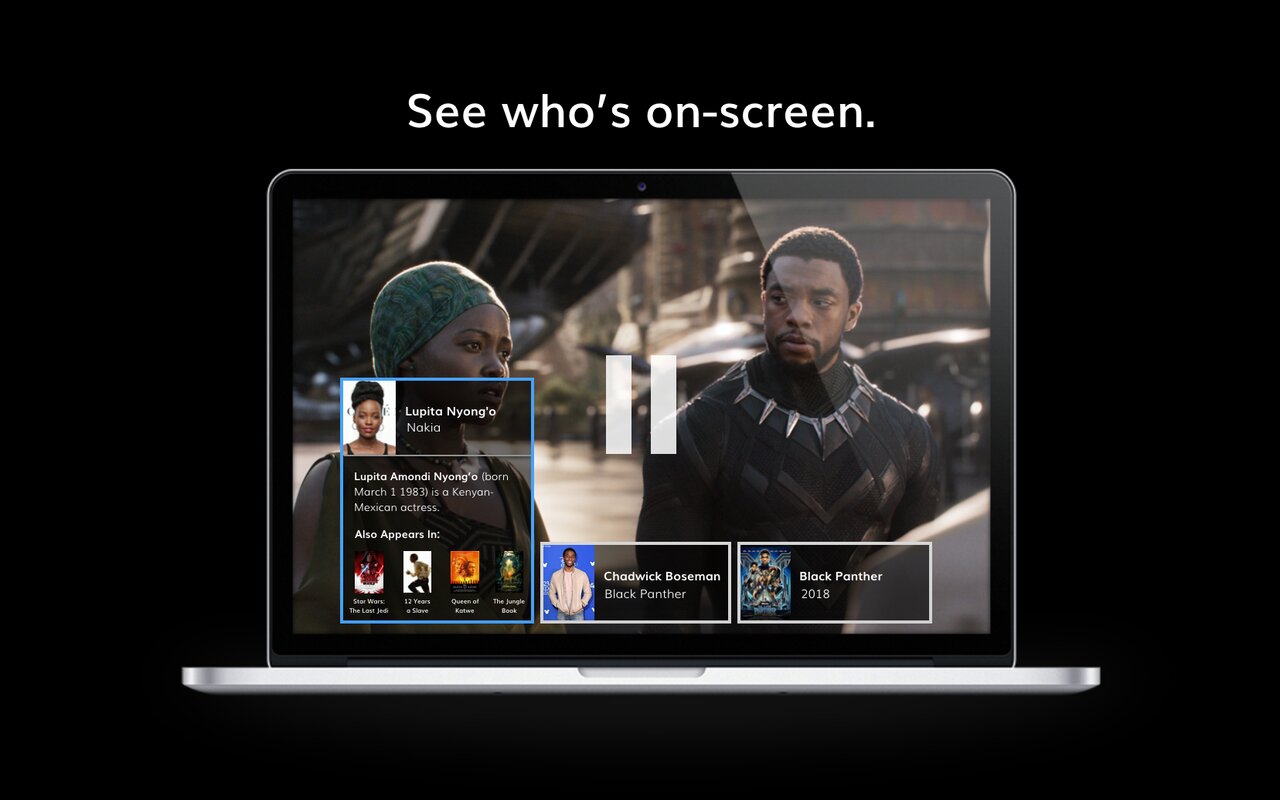 See who's on-screen.
Lupita Nyong'o
Nakia
Lupita Amondi Nyong'o (born
March 1 1983) is a Kenyan-
Mexican actress.
Also Appears In:
Star Wars:
The Last Jedi
12 Years
a Slave
Queen of
Katwe
The Jungle
Book
Chadwick Boseman
Black Panther
Black Panther
2018